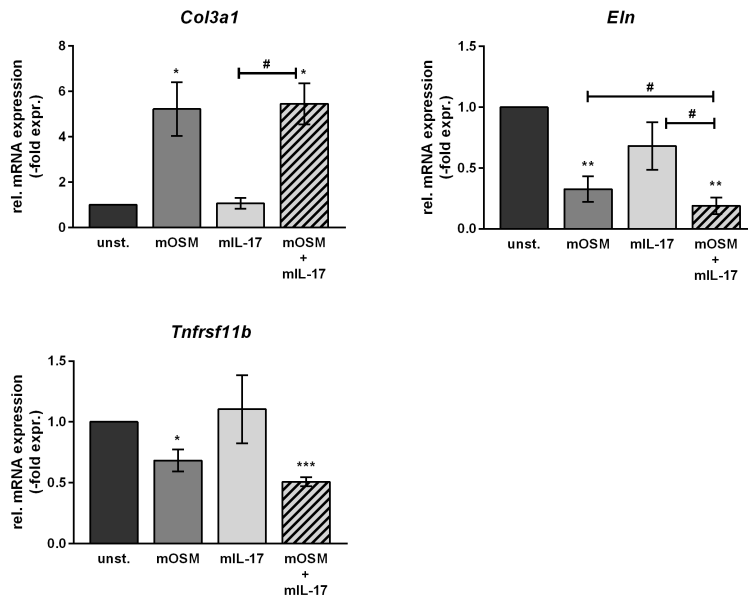 Col3a1
rel. mRNA expression
(-fold expr.)
8
6
4
2
0
*
#
*
unst.
mOSM
mIL-17
mOSM
+
mIL-17
Eln
rel. mRNA expression
(-fold expr.)
1.5
1.0
0.5
0.0
#
#
**
**
unst.
mOSM
mIL-17
mOSM
+
mIL-17
Tnfrsf11b
rel. mRNA expression
(-fold expr.)
1.5
1.0
0.5
0.0
*
***
unst.
mOSM
mIL-17
mOSM
+
mIL-17